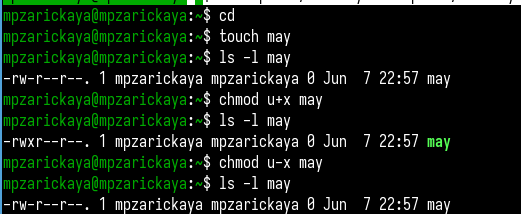 mpzarickaya@mpzarickaya:~$ cd
mpzarickaya@mpzarickaya:~$ touch may
mpzarickaya@mpzarickaya:~$ ls -l may
-rw-r--r--. 1 mpzarickaya mpzarickaya 0 Jun  7 22:57 may
mpzarickaya@mpzarickaya:~$ chmod u+x may
mpzarickaya@mpzarickaya:~$ ls -l may
-rwxr--r--. 1 mpzarickaya mpzarickaya 0 Jun  7 22:57 may
mpzarickaya@mpzarickaya:~$ chmod u-x may
mpzarickaya@mpzarickaya:~$ ls -l may
-rw-r--r--. 1 mpzarickaya mpzarickaya 0 Jun  7 22:57 may